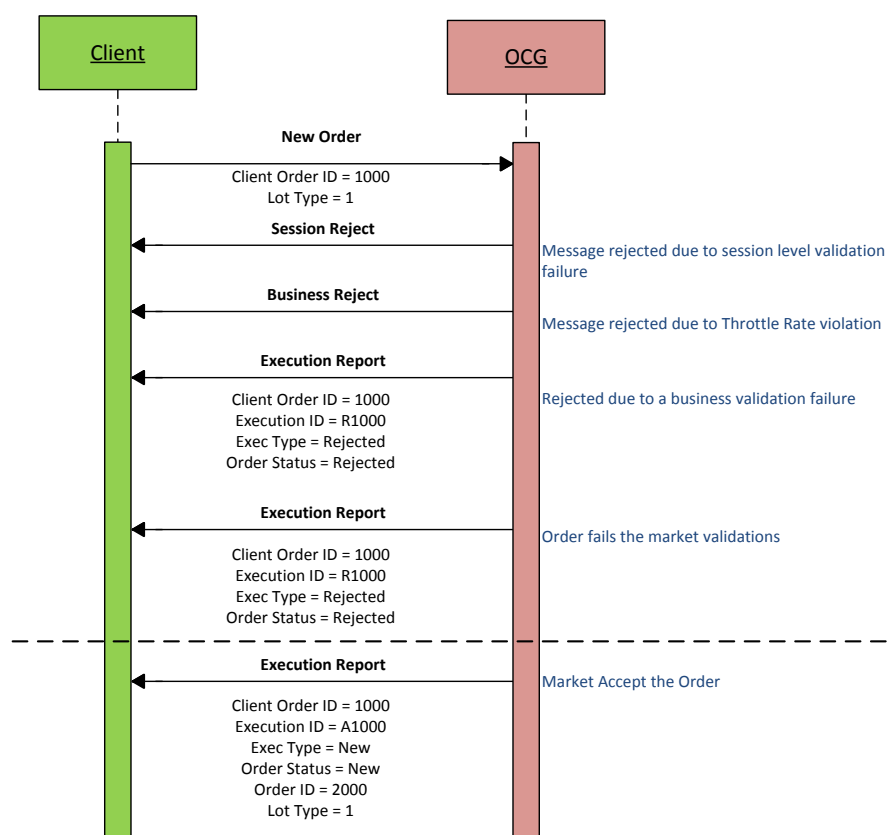 Client
OCG
New Order
Client Order ID = 1000
Lot Type = 1
Session Reject
Message rejected due to session level validation
failure
Business Reject
Message rejected due to Throttle Rate violation
Execution Report
Client Order ID = 1000
Execution ID = R1000
Exec Type = Rejected
Order Status = Rejected
Rejected due to a business validation failure
Execution Report
Order fails the market validations
Client Order ID = 1000
Execution ID = R1000
Exec Type = Rejected
Order Status = Rejected
Execution Report
Market Accept the Order
Client Order ID = 1000
Execution ID = A1000
Exec Type = New
Order Status = New
Order ID = 2000
Lot Type = 1